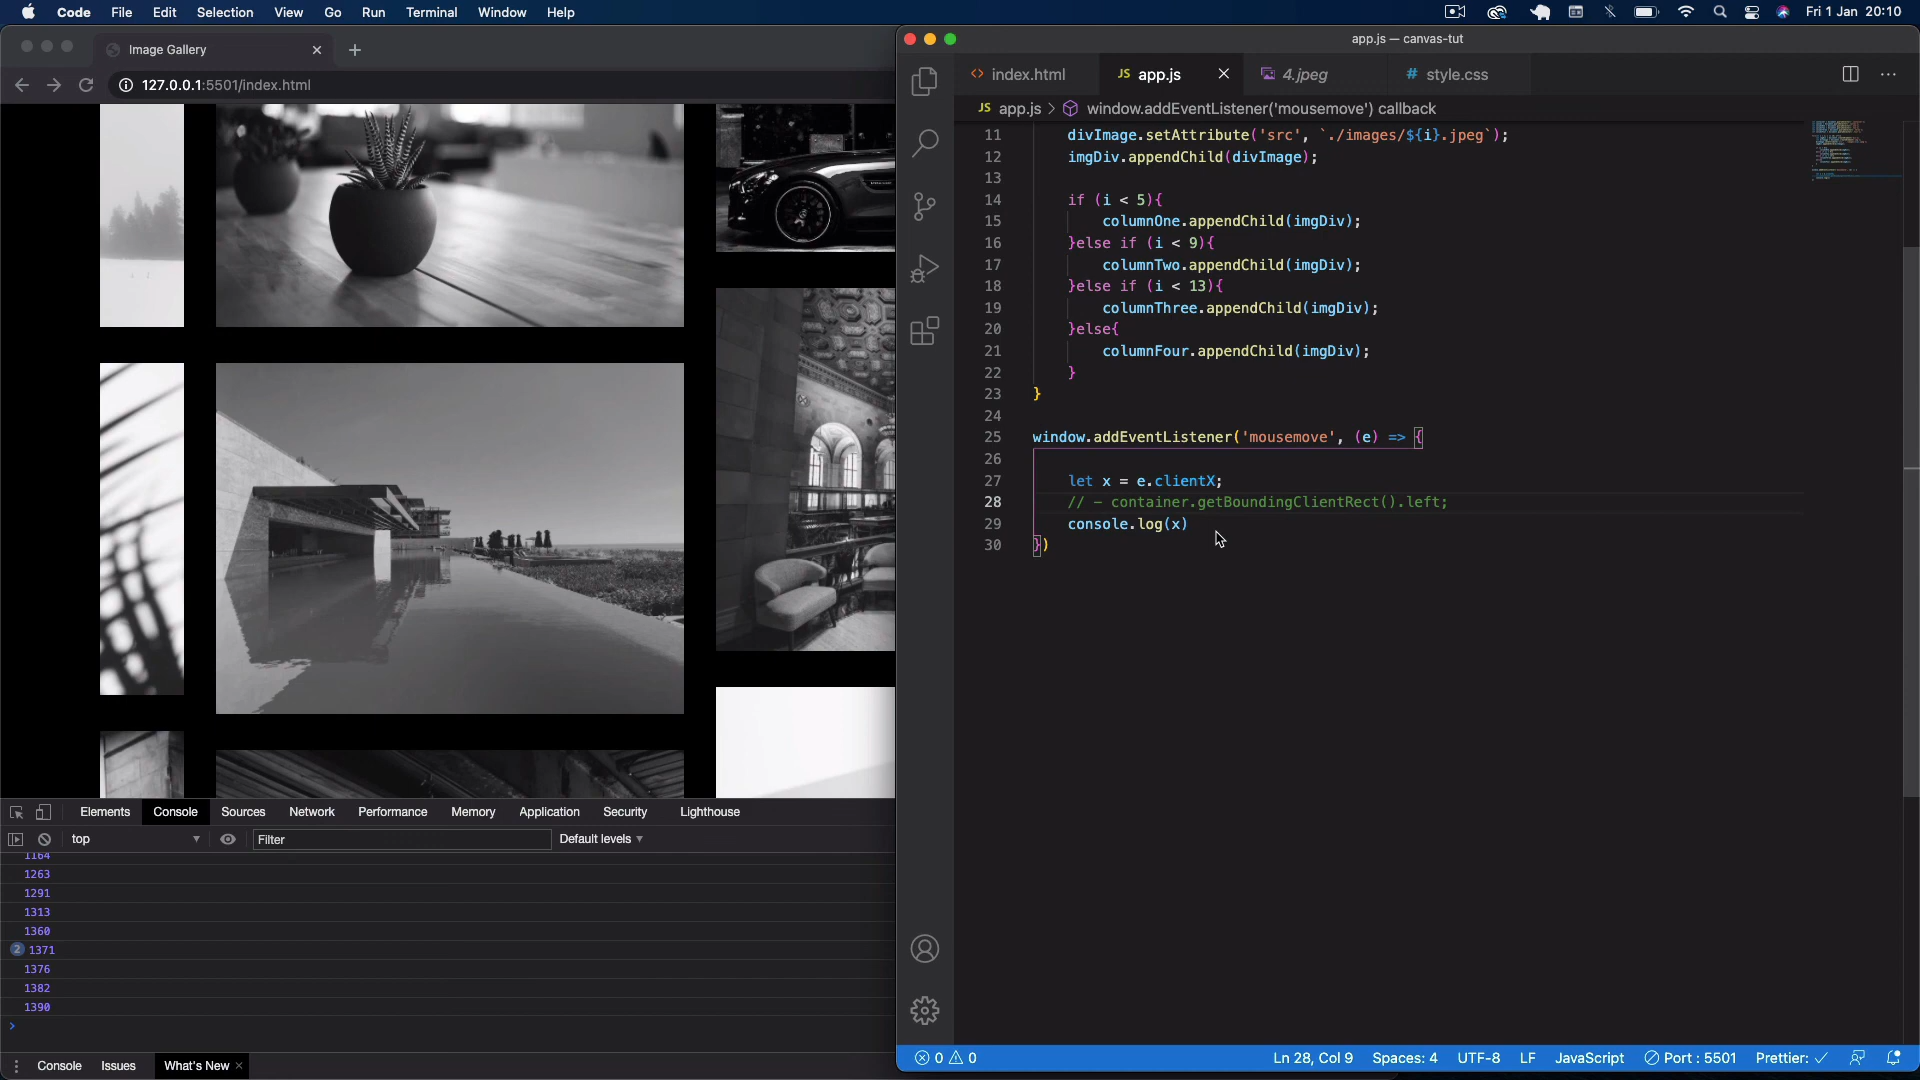 Code File Edit Selection View Go Run Terminal Window Help
Fri 1 Jan 20:10
Image Gallery
127.0.0.1:5501/index.html
Elements Console Sources Network Performance Memory Application Security Lighthouse
top
Filter
Default levels
1164
1263
1291
1313
1360
2 1371
1376
1382
1390
Console Issues What's New
app.js — canvas-tut
index.html JS app.js 4.jpeg # style.css
JS app.js > window.addEventListener('mousemove') callback
11 divImage.setAttribute('src', `./images/${i}.jpeg`);
12 imgDiv.appendChild(divImage);
13
14 if (i < 5){
15 columnOne.appendChild(imgDiv);
16 }else if (i < 9){
17 columnTwo.appendChild(imgDiv);
18 }else if (i < 13){
19 columnThree.appendChild(imgDiv);
20 }else{
21 columnFour.appendChild(imgDiv);
22 }
23 }
24
25 window.addEventListener('mousemove', (e) => {
26
27 let x = e.clientX;
28 // - container.getBoundingClientRect().left;
29 console.log(x)
30 })
0 0
Ln 28, Col 9 Spaces: 4 UTF-8 LF JavaScript Port : 5501 Prettier: ✓